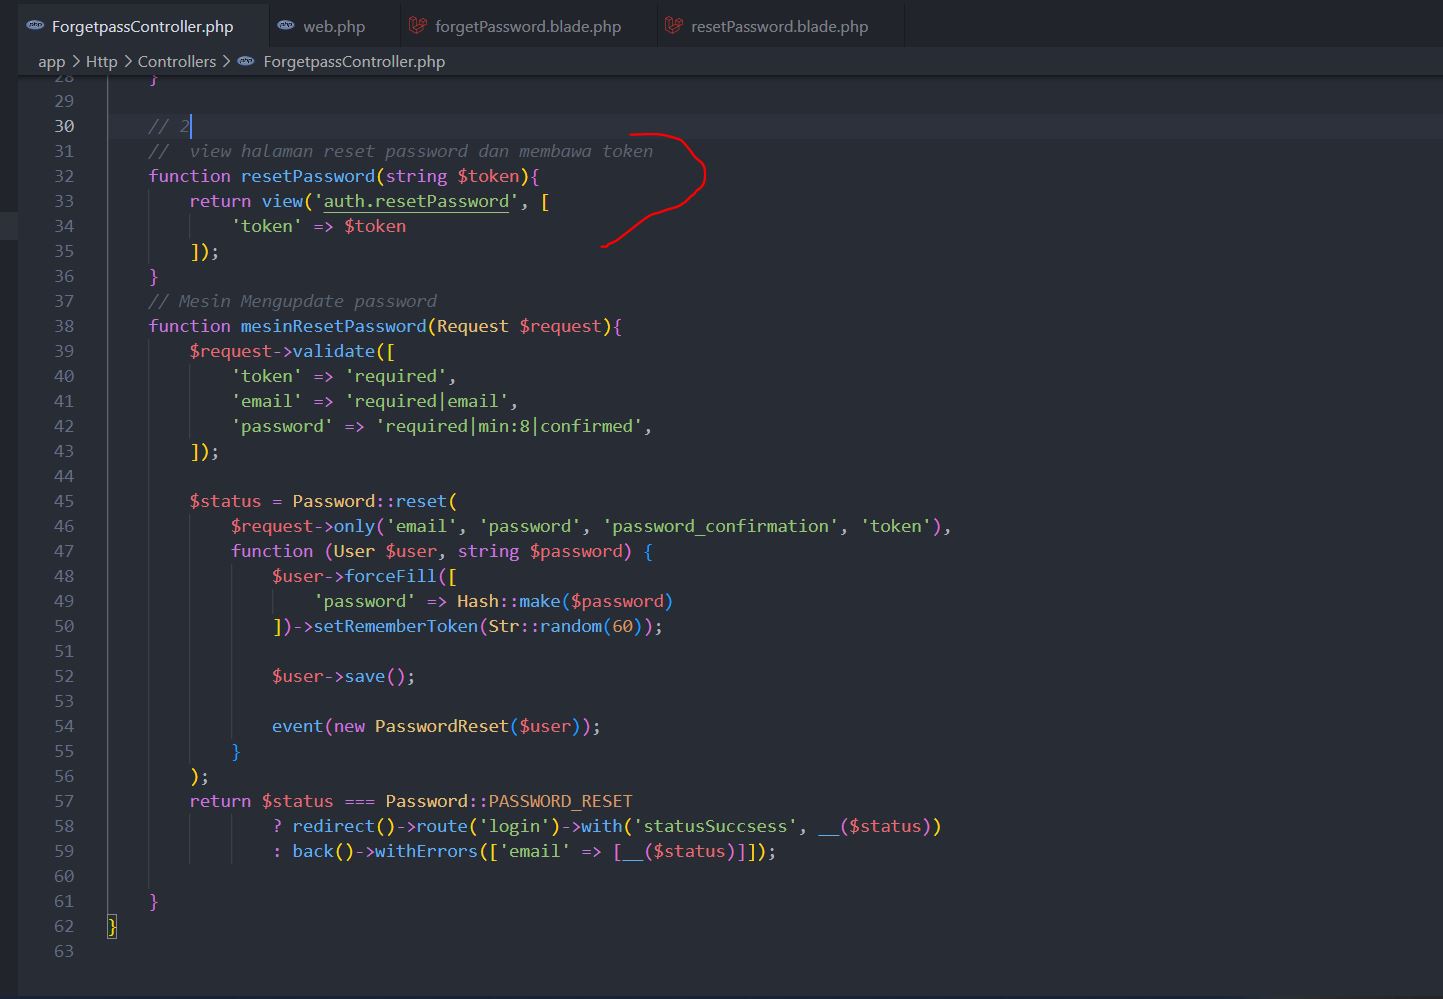 ForgetpassController.php web.php forgetPassword.blade.php resetPassword.blade.php
app > Http > Controllers > ForgetpassController.php
28 }
29
30 // 2
31 //  view halaman reset password dan membawa token
32 function resetPassword(string $token){
33 return view('auth.resetPassword', [
34 'token' => $token
35 ]);
36 }
37 // Mesin Mengupdate password
38 function mesinResetPassword(Request $request){
39 $request->validate([
40 'token' => 'required',
41 'email' => 'required|email',
42 'password' => 'required|min:8|confirmed',
43 ]);
44
45 $status = Password::reset(
46 $request->only('email', 'password', 'password_confirmation', 'token'),
47 function (User $user, string $password) {
48 $user->forceFill([
49 'password' => Hash::make($password)
50 ])->setRememberToken(Str::random(60));
51
52 $user->save();
53
54 event(new PasswordReset($user));
55 }
56 );
57 return $status === Password::PASSWORD_RESET
58 ? redirect()->route('login')->with('statusSuccsess', __($status))
59 : back()->withErrors(['email' => [__($status)]]);
60
61 }
62 }
63